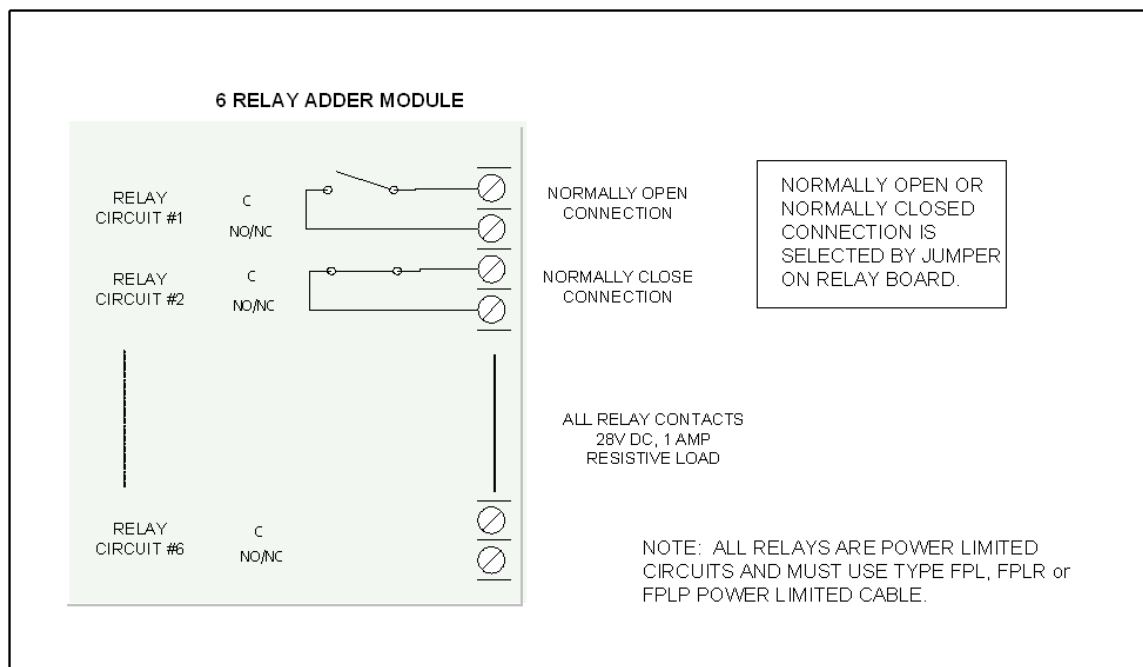 6 RELAY ADDER MODULE
RELAY
CIRCUIT #1
C
NO/NC
NORMALLY OPEN
CONNECTION
RELAY
CIRCUIT #2
C
NO/NC
NORMALLY CLOSE
CONNECTION
NORMALLY OPEN OR
NORMALLY CLOSED
CONNECTION IS
SELECTED BY JUMPER
ON RELAY BOARD.
ALL RELAY CONTACTS
28V DC, 1 AMP
RESISTIVE LOAD
RELAY
CIRCUIT #6
C
NO/NC
NOTE: ALL RELAYS ARE POWER LIMITED
CIRCUITS AND MUST USE TYPE FPL, FPLR or
FPLP POWER LIMITED CABLE.